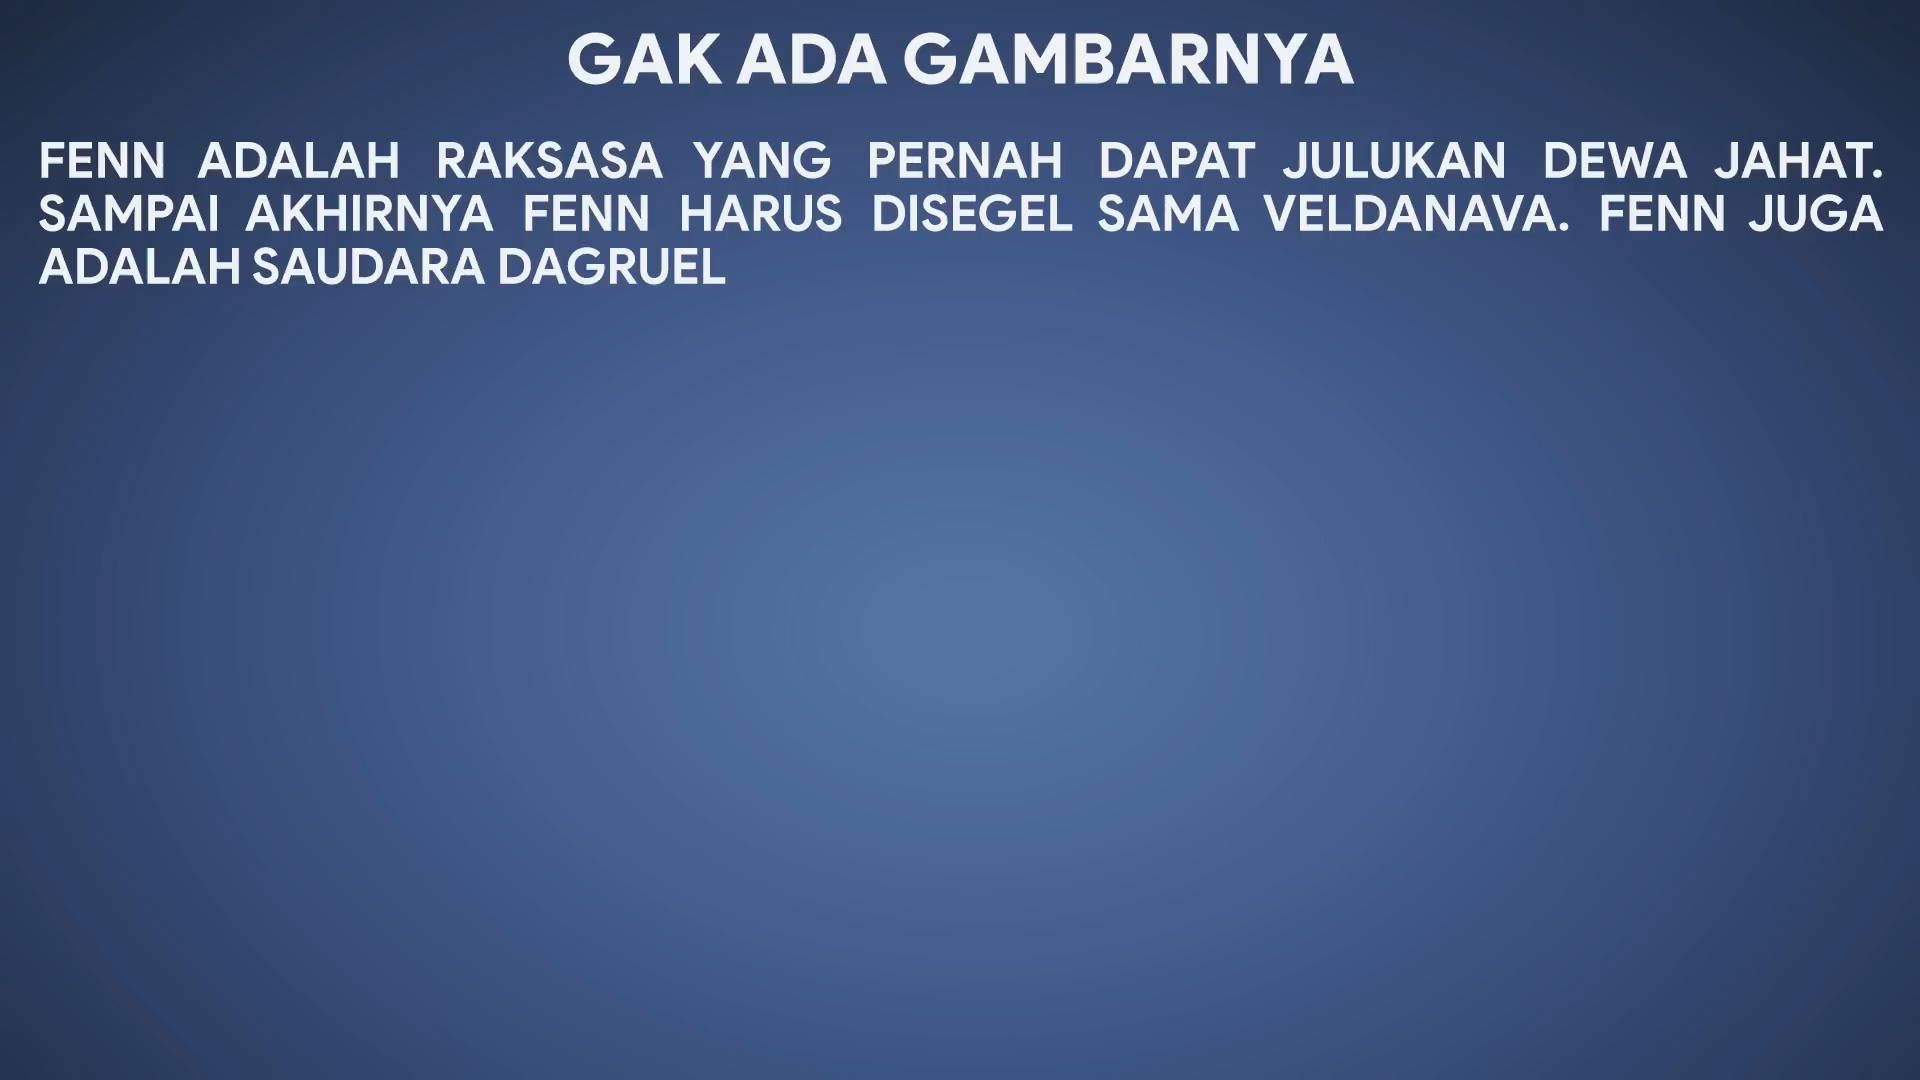 GAK ADA GAMBARNYA
FENN ADALAH RAKSASA YANG PERNAH DAPAT JULUKAN DEWA JAHAT.
SAMPAI AKHIRNYA FENN HARUS DISEGEL SAMA VELDANAVA. FENN JUGA
ADALAH SAUDARA DAGRUEL